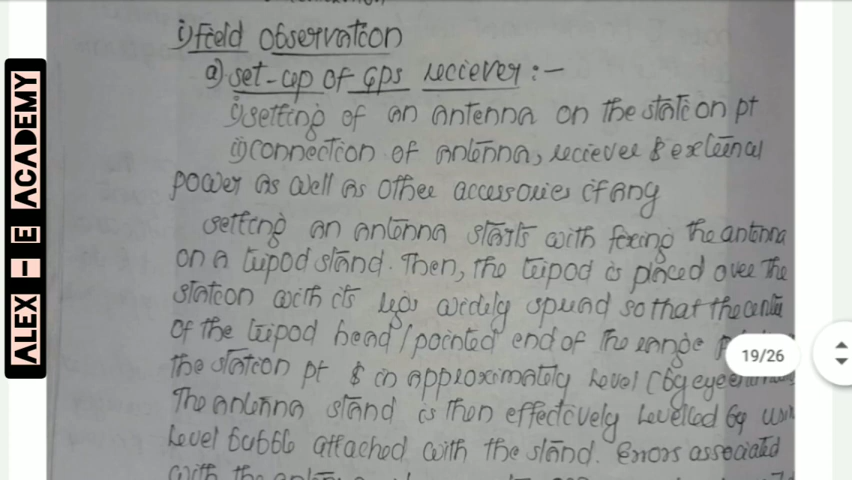 i) Field observation
a) Set-up of GPS reciever :-
i) setting of an antenna on the station pt
ii) connection of antenna, reciever & external
power as well as other accessories if any
setting an antenna starts with fixing the antenna
on a tripod stand. Then, the tripod is placed over the
station with its legs widely spread so that the centre
of the tripod head/pointed end of the range
19/26
the station pt & in approximately level (by eye
The antenna stand is then effectively levelled by
level bubble attached with the stand. Errors associated
with the
ALEX - E ACADEMY